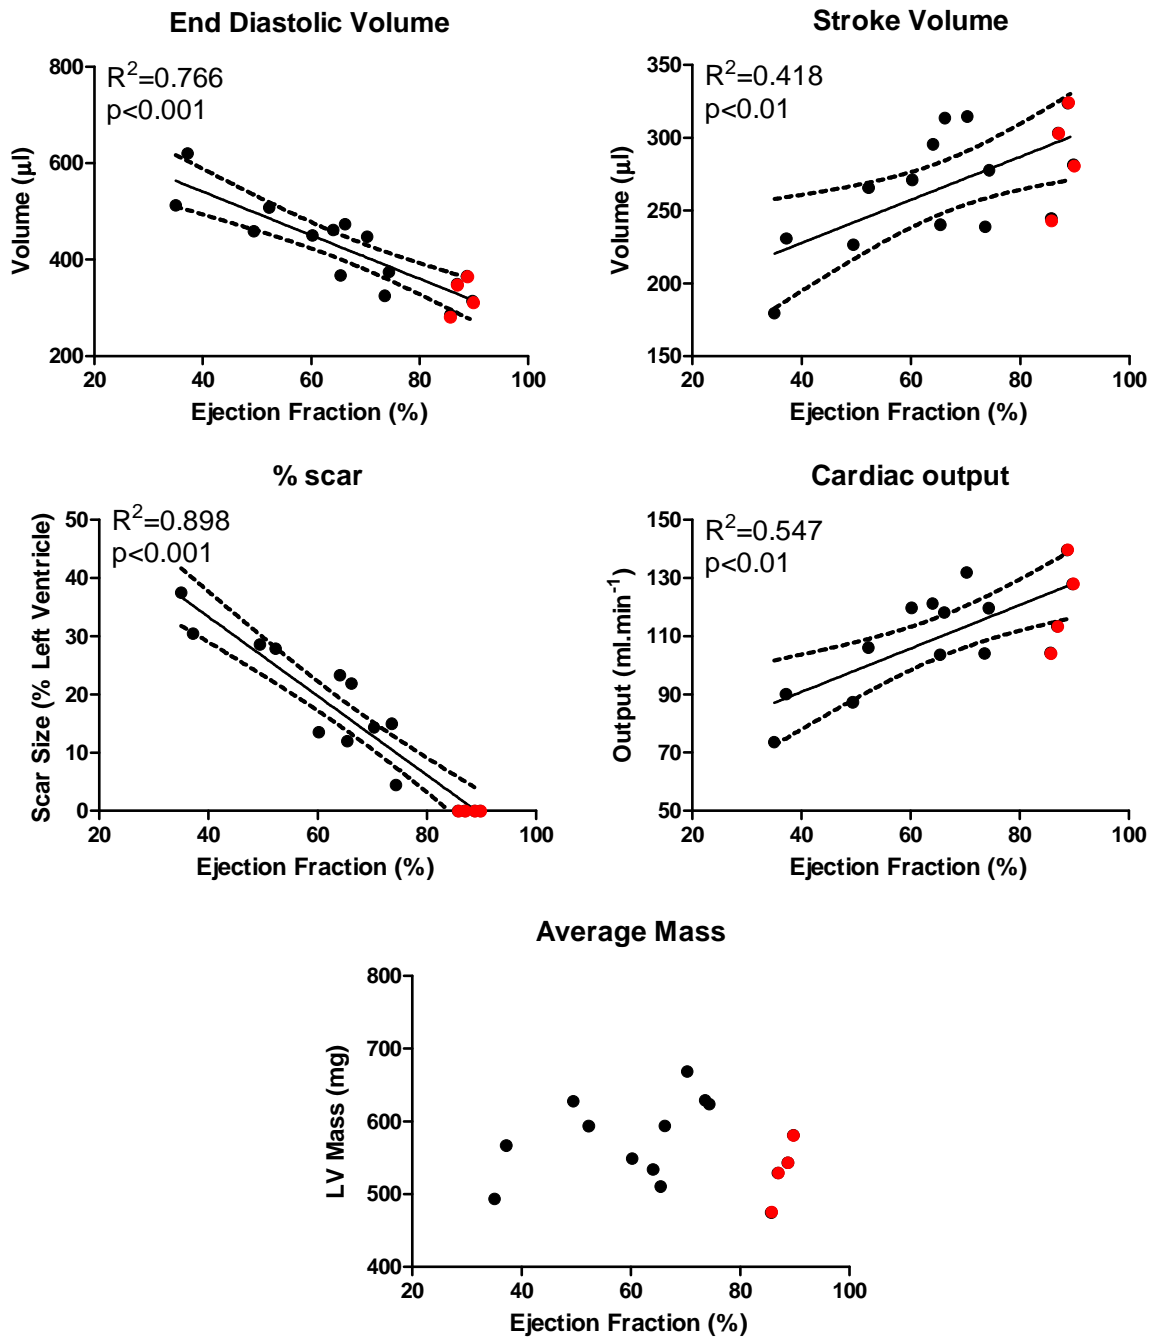 End Diastolic Volume
R²=0.766
p<0.001
800
600
400
200
Volume (µl)
20 40 60 80 100
Ejection Fraction (%)
Stroke Volume
R²=0.418
p<0.01
350
300
250
200
150
Volume (µl)
20 40 60 80 100
Ejection Fraction (%)
% scar
R²=0.898
p<0.001
50
40
30
20
10
0
Scar Size (% Left Ventricle)
20 40 60 80 100
Ejection Fraction (%)
Cardiac output
R²=0.547
p<0.01
150
130
110
90
70
50
Output (ml.min⁻¹)
20 40 60 80 100
Ejection Fraction (%)
Average Mass
800
700
600
500
400
LV Mass (mg)
20 40 60 80 100
Ejection Fraction (%)